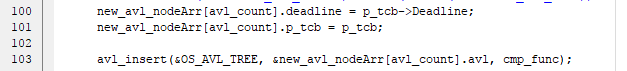 100 new_avl_nodeArr[avl_count].deadline = p_tcb->Deadline;
101 new_avl_nodeArr[avl_count].p_tcb = p_tcb;
102
103 avl_insert(&OS_AVL_TREE, &new_avl_nodeArr[avl_count].avl, cmp_func);